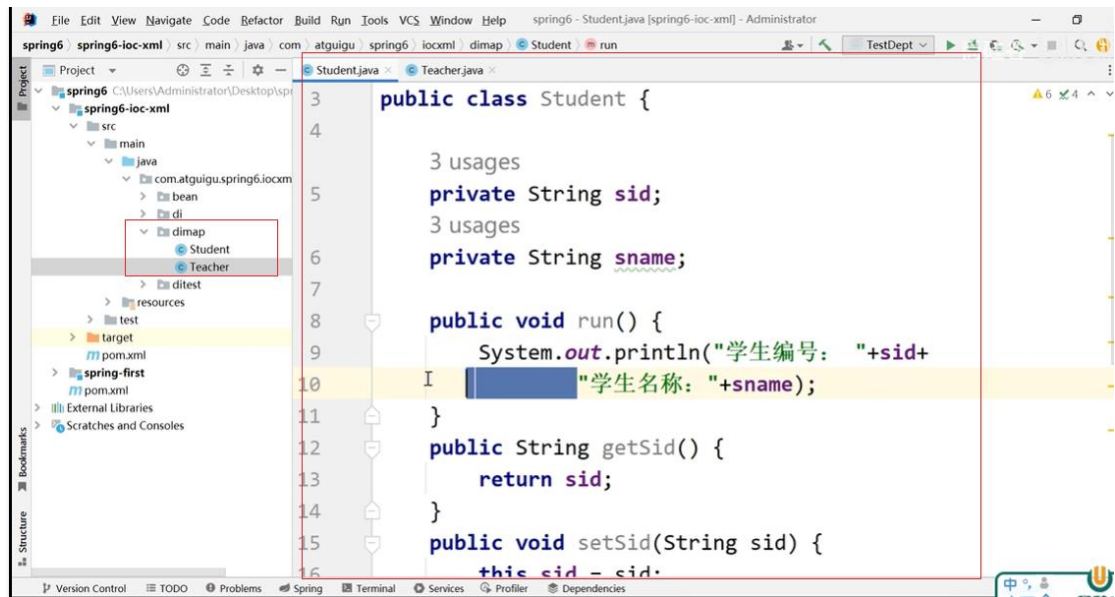 File Edit View Navigate Code Refactor Build Run Tools VCS Window Help spring6 - Student.java [spring6-ioc-xml] - Administrator
spring6 spring6-ioc-xml src main java com atguigu spring6 iocxml dimap Student run TestDept
Project
Student.java Teacher.java
Project
spring6 C:\Users\Administrator\Desktop\spr
spring6-ioc-xml
src
main
java
com.atguigu.spring6.iocxm
bean
di
dimap
Student
Teacher
ditest
resources
test
target
pom.xml
spring-first
pom.xml
External Libraries
Scratches and Consoles
Bookmarks
Structure
6 4
3 public class Student {
4
3 usages
5 private String sid;
3 usages
6 private String sname;
7
8 public void run() {
9 System.out.println("学生编号： "+sid+
10 "学生名称："+sname);
11 }
12 public String getSid() {
13 return sid;
14 }
15 public void setSid(String sid) {
16 this.sid = sid;
Version Control TODO Problems Spring Terminal Services Profiler Dependencies
中